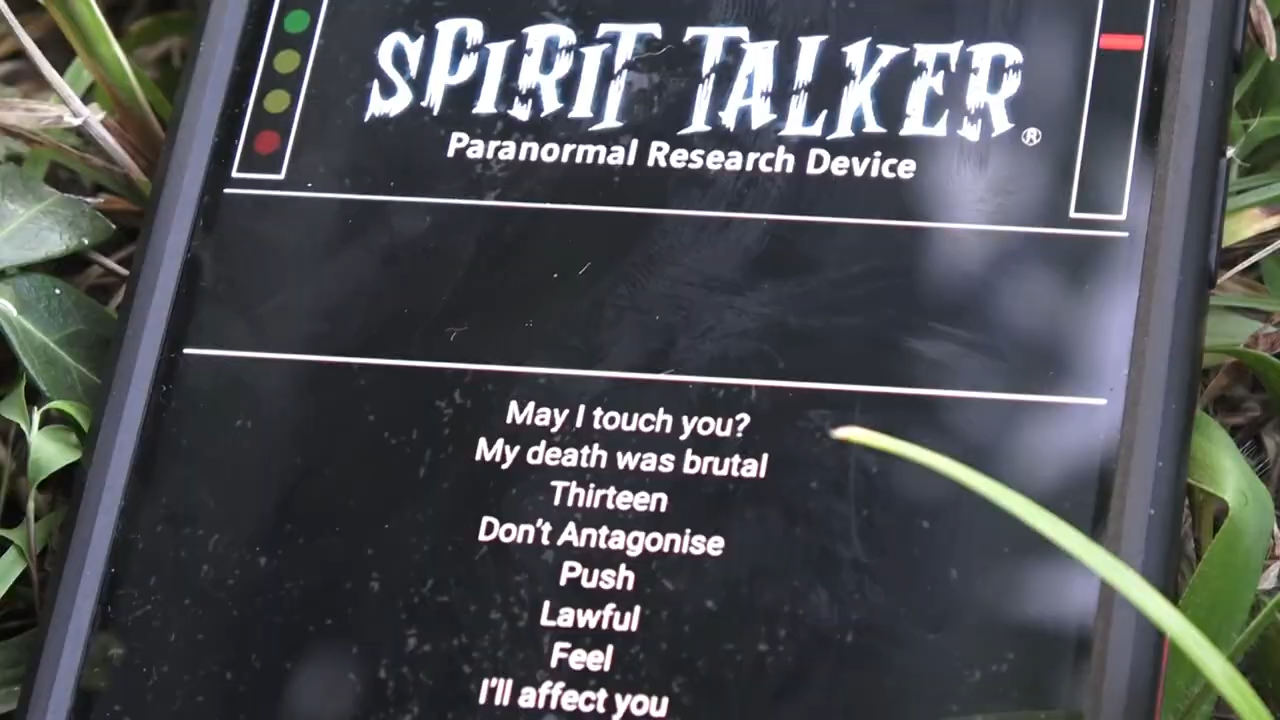 SPIRIT TALKER ®
Paranormal Research Device
May I touch you?
My death was brutal
Thirteen
Don't Antagonise
Push
Lawful
Feel
I'll affect you